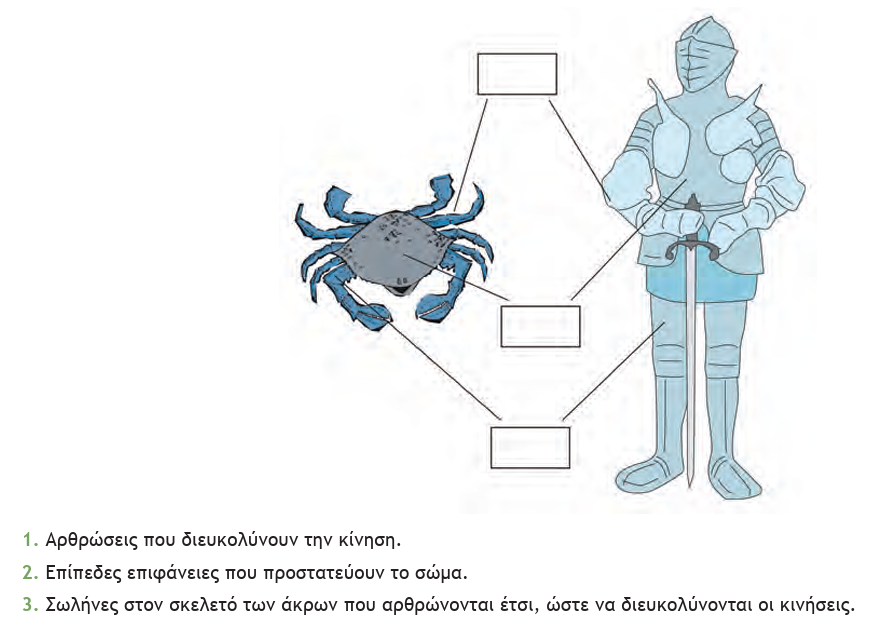 1. Αρθρώσεις που διευκολύνουν την κίνηση.
2. Επίπεδες επιφάνειες που προστατεύουν το σώμα.
3. Σωλήνες στον σκελετό των άκρων που αρθρώνονται έτσι, ώστε να διευκολύνονται οι κινήσεις.